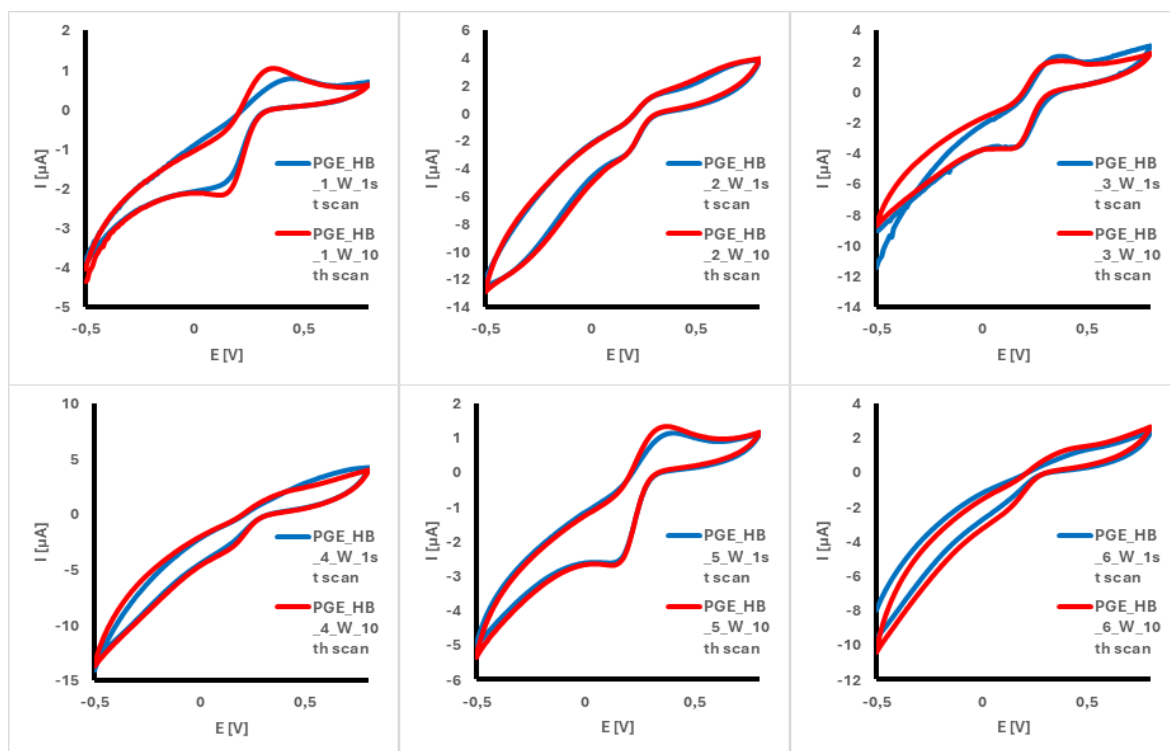 2
1
0
-1
-2
-3
-4
-5
I [µA]
-0,5
0
0,5
E [V]
PGE_HB
_1_W_1s
t scan
PGE_HB
_1_W_10
th scan
6
4
2
0
-2
-4
-6
-8
-10
-12
-14
I [µA]
-0,5
0
0,5
E [V]
PGE_HB
_2_W_1s
t scan
PGE_HB
_2_W_10
th scan
4
2
0
-2
-4
-6
-8
-10
-12
-14
I [µA]
-0,5
0
0,5
E [V]
PGE_HB
_3_W_1s
t scan
PGE_HB
_3_W_10
th scan
10
5
0
-5
-10
-15
I [µA]
-0,5
0
0,5
E [V]
PGE_HB
_4_W_1s
t scan
PGE_HB
_4_W_10
th scan
2
1
0
-1
-2
-3
-4
-5
-6
I [µA]
-0,5
0
0,5
E [V]
PGE_HB
_5_W_1s
t scan
PGE_HB
_5_W_10
th scan
4
2
0
-2
-4
-6
-8
-10
-12
I [µA]
-0,5
0
0,5
E [V]
PGE_HB
_6_W_1s
t scan
PGE_HB
_6_W_10
th scan